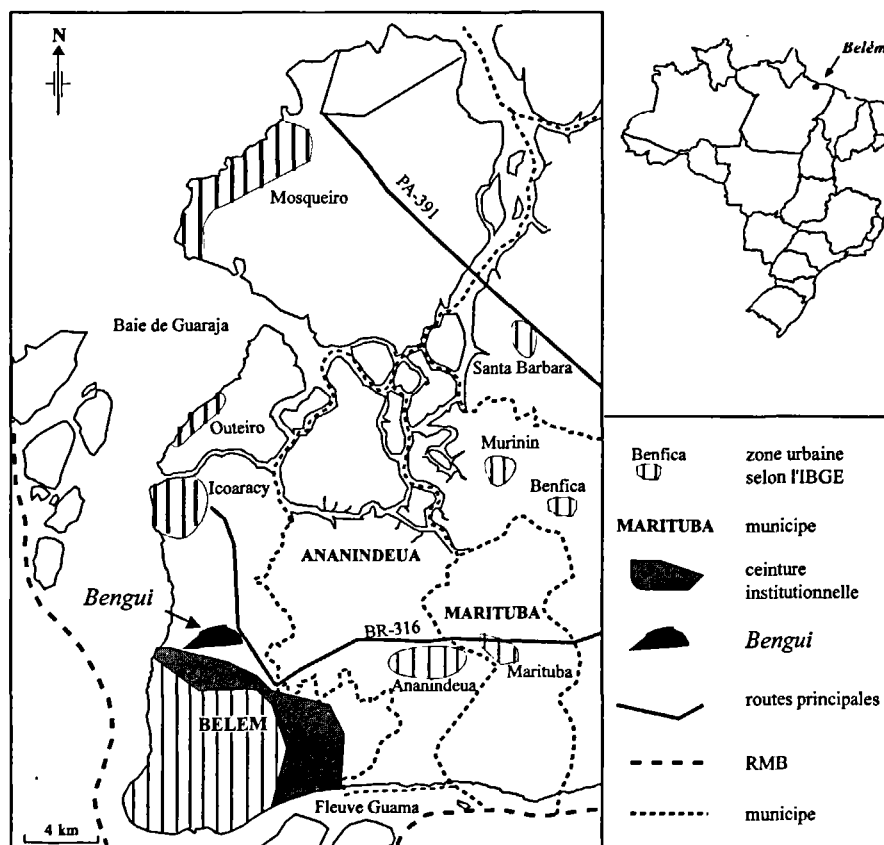 N
Belém
PA-391
Mosqueiro
Baie de Guaraja
Santa Barbara
Outeiro
Murinin
Icoaracy
Benfica
ANANINDEUA
Bengui
MARITUBA
BR-316
Ananindeua
Marituba
BELEM
Fleuve Guama
4 km
Benfica
zone urbaine
selon l'IBGE
MARITUBA
municipe
ceinture
institutionnelle
Bengui
routes principales
RMB
municipe